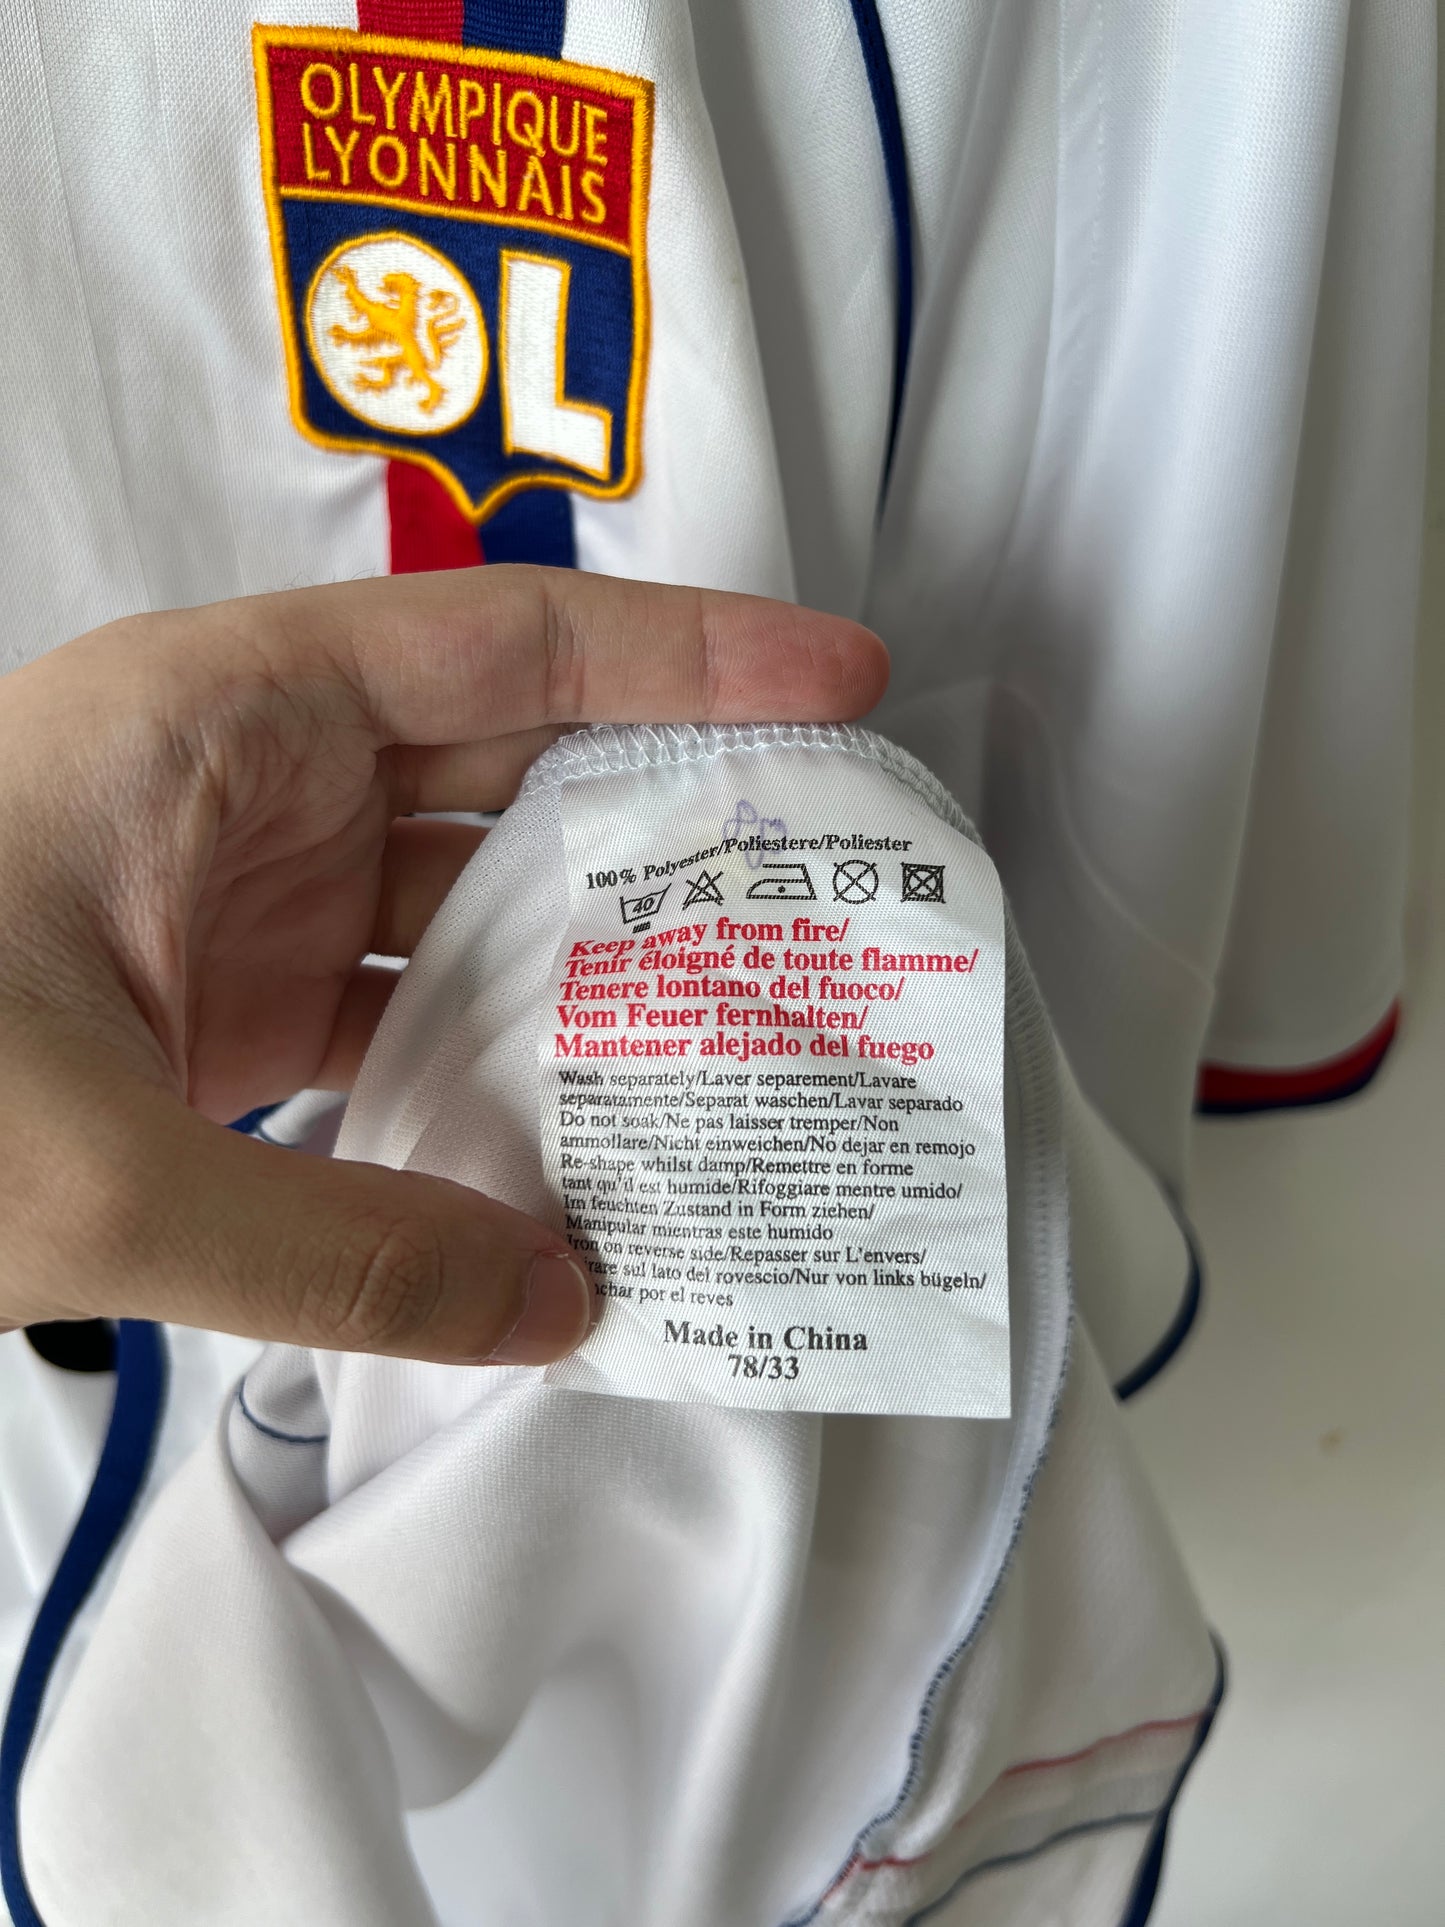 OLYMPIQUE
LYONNAIS
OL
100% Polyester/Poliestere/Poliester
40
Keep away from fire/
Tenir éloigné de toute flamme/
Tenere lontano del fuoco/
Vom Feuer fernhalten/
Mantener alejado del fuego
Wash separately/Laver separement/Lavare
separatamente/Separat waschen/Lavar separado
Do not soak/Ne pas laisser tremper/Non
ammollare/Nicht einweichen/No dejar en remojo
Re-shape whilst damp/Remettre en forme
tant qu'il est humide/Rifoggiare mentre umido/
Im feuchten Zustand in Form ziehen/
Manipular mientras este humido
Iron on reverse side/Repasser sur L'envers/
sul lato del rovescio/Nur von links bügeln/
por el reves
Made in China
78/33